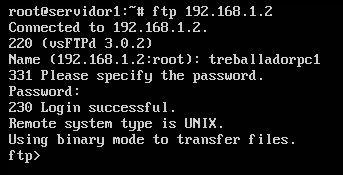 root@servidor1:~# ftp 192.168.1.2
Connected to 192.168.1.2.
220 (vsFTPd 3.0.2)
Name (192.168.1.2:root): treballadorpc1
331 Please specify the password.
Password:
230 Login successful.
Remote system type is UNIX.
Using binary mode to transfer files.
ftp>